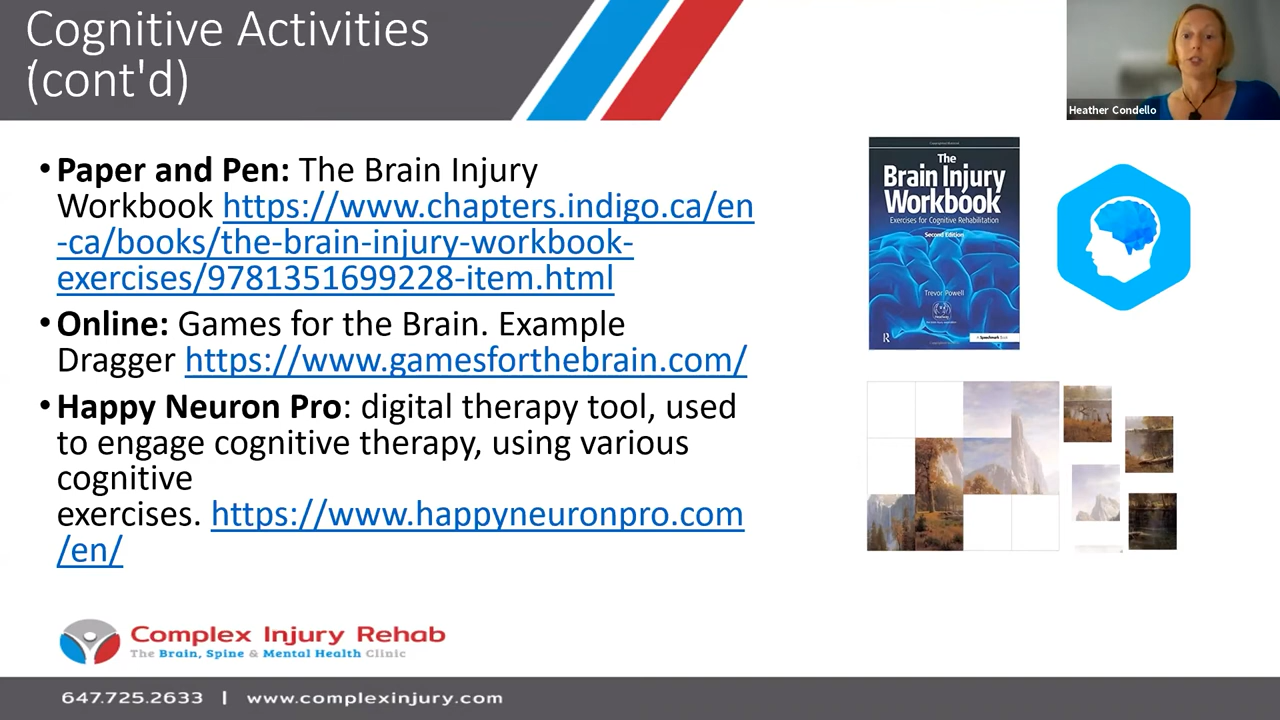 Cognitive Activities
(cont'd)
Heather Condello
• Paper and Pen: The Brain Injury
Workbook https://www.chapters.indigo.ca/en
-ca/books/the-brain-injury-workbook-
exercises/9781351699228-item.html
• Online: Games for the Brain. Example
Dragger https://www.gamesforthebrain.com/
• Happy Neuron Pro: digital therapy tool, used
to engage cognitive therapy, using various
cognitive
exercises. https://www.happyneuronpro.com
/en/
The
Brain Injury
Workbook
Exercises for Cognitive Rehabilitation
Second Edition
Trevor Powell
Complex Injury Rehab
The Brain, Spine & Mental Health Clinic
647.725.2633 | www.complexinjury.com